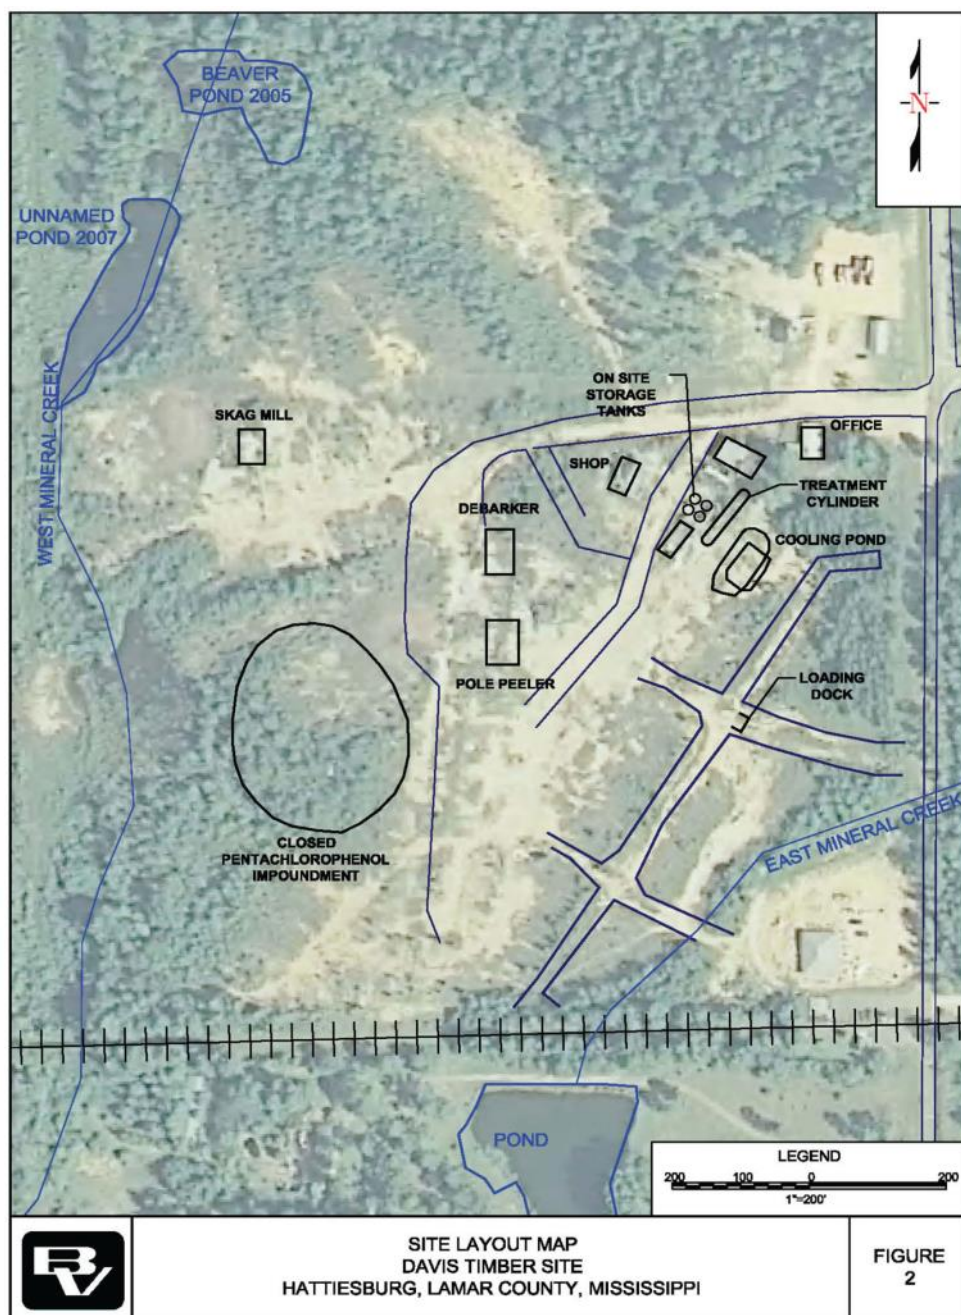 BEAVER
POND 2005
N
UNNAMED
POND 2007
WEST MINERAL CREEK
SKAG MILL
ON SITE
STORAGE
TANKS
OFFICE
SHOP
TREATMENT
CYLINDER
DEBARKER
COOLING POND
POLE PEELER
LOADING
DOCK
CLOSED
PENTACHLOROPHENOL
IMPOUNDMENT
EAST MINERAL CREEK
POND
LEGEND
200 100 0 200
1"=200'
BV
SITE LAYOUT MAP
DAVIS TIMBER SITE
HATTIESBURG, LAMAR COUNTY, MISSISSIPPI
FIGURE
2